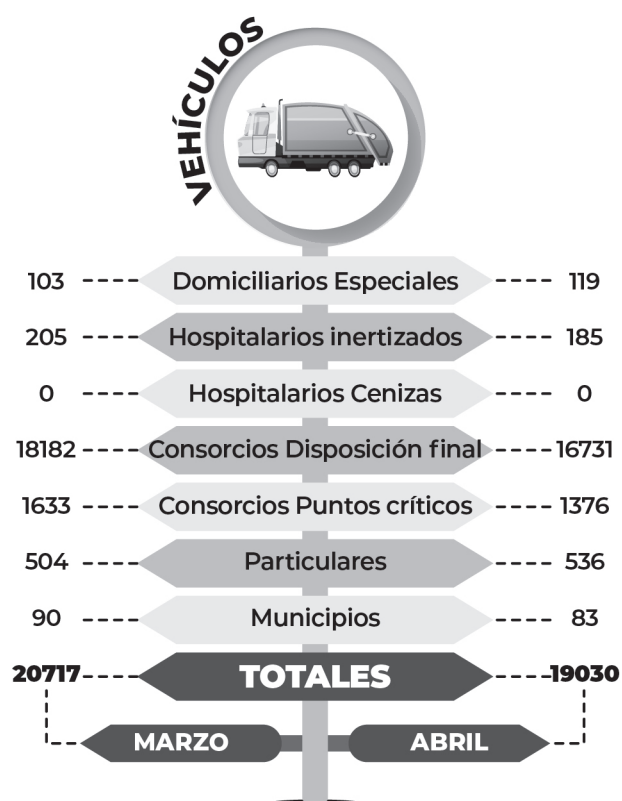 VEHÍCULOS
103 Domiciliarios Especiales 119
205 Hospitalarios inertizados 185
0 Hospitalarios Cenizas 0
18182 Consorcios Disposición final 16731
1633 Consorcios Puntos críticos 1376
504 Particulares 536
90 Municipios 83
20717 TOTALES 19030
MARZO ABRIL